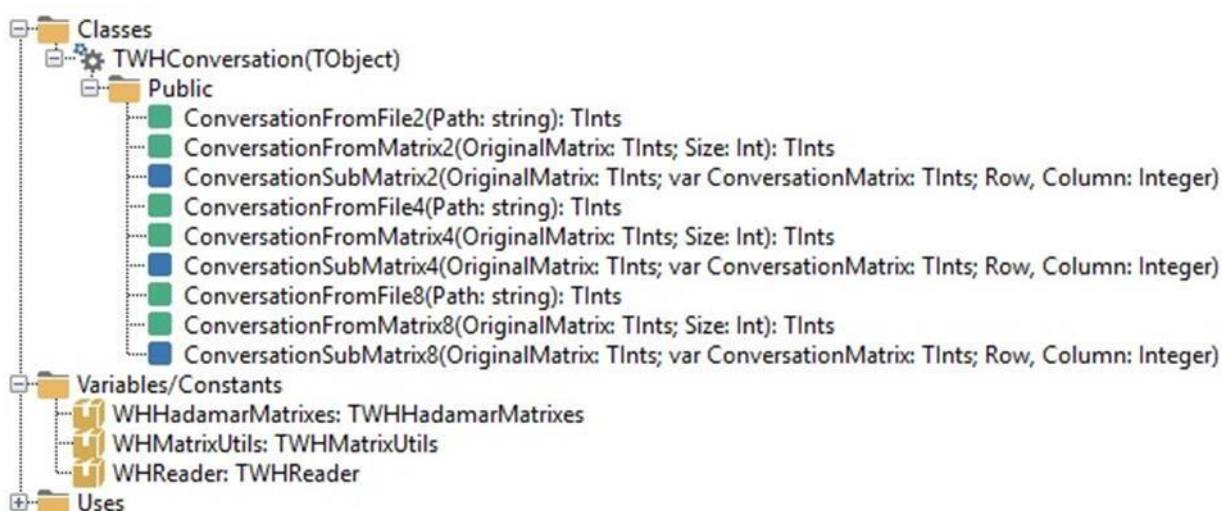 Classes
TWHConversation(TObject)
Public
ConversationFromFile2(Path: string): TInts
ConversationFromMatrix2(OriginalMatrix: TInts; Size: Int): TInts
ConversationSubMatrix2(OriginalMatrix: TInts; var ConversationMatrix: TInts; Row, Column: Integer)
ConversationFromFile4(Path: string): TInts
ConversationFromMatrix4(OriginalMatrix: TInts; Size: Int): TInts
ConversationSubMatrix4(OriginalMatrix: TInts; var ConversationMatrix: TInts; Row, Column: Integer)
ConversationFromFile8(Path: string): TInts
ConversationFromMatrix8(OriginalMatrix: TInts; Size: Int): TInts
ConversationSubMatrix8(OriginalMatrix: TInts; var ConversationMatrix: TInts; Row, Column: Integer)
Variables/Constants
WHHadamarMatrixes: TWHHadamarMatrixes
WHMatrixUtils: TWHMatrixUtils
WHReader: TWHReader
Uses